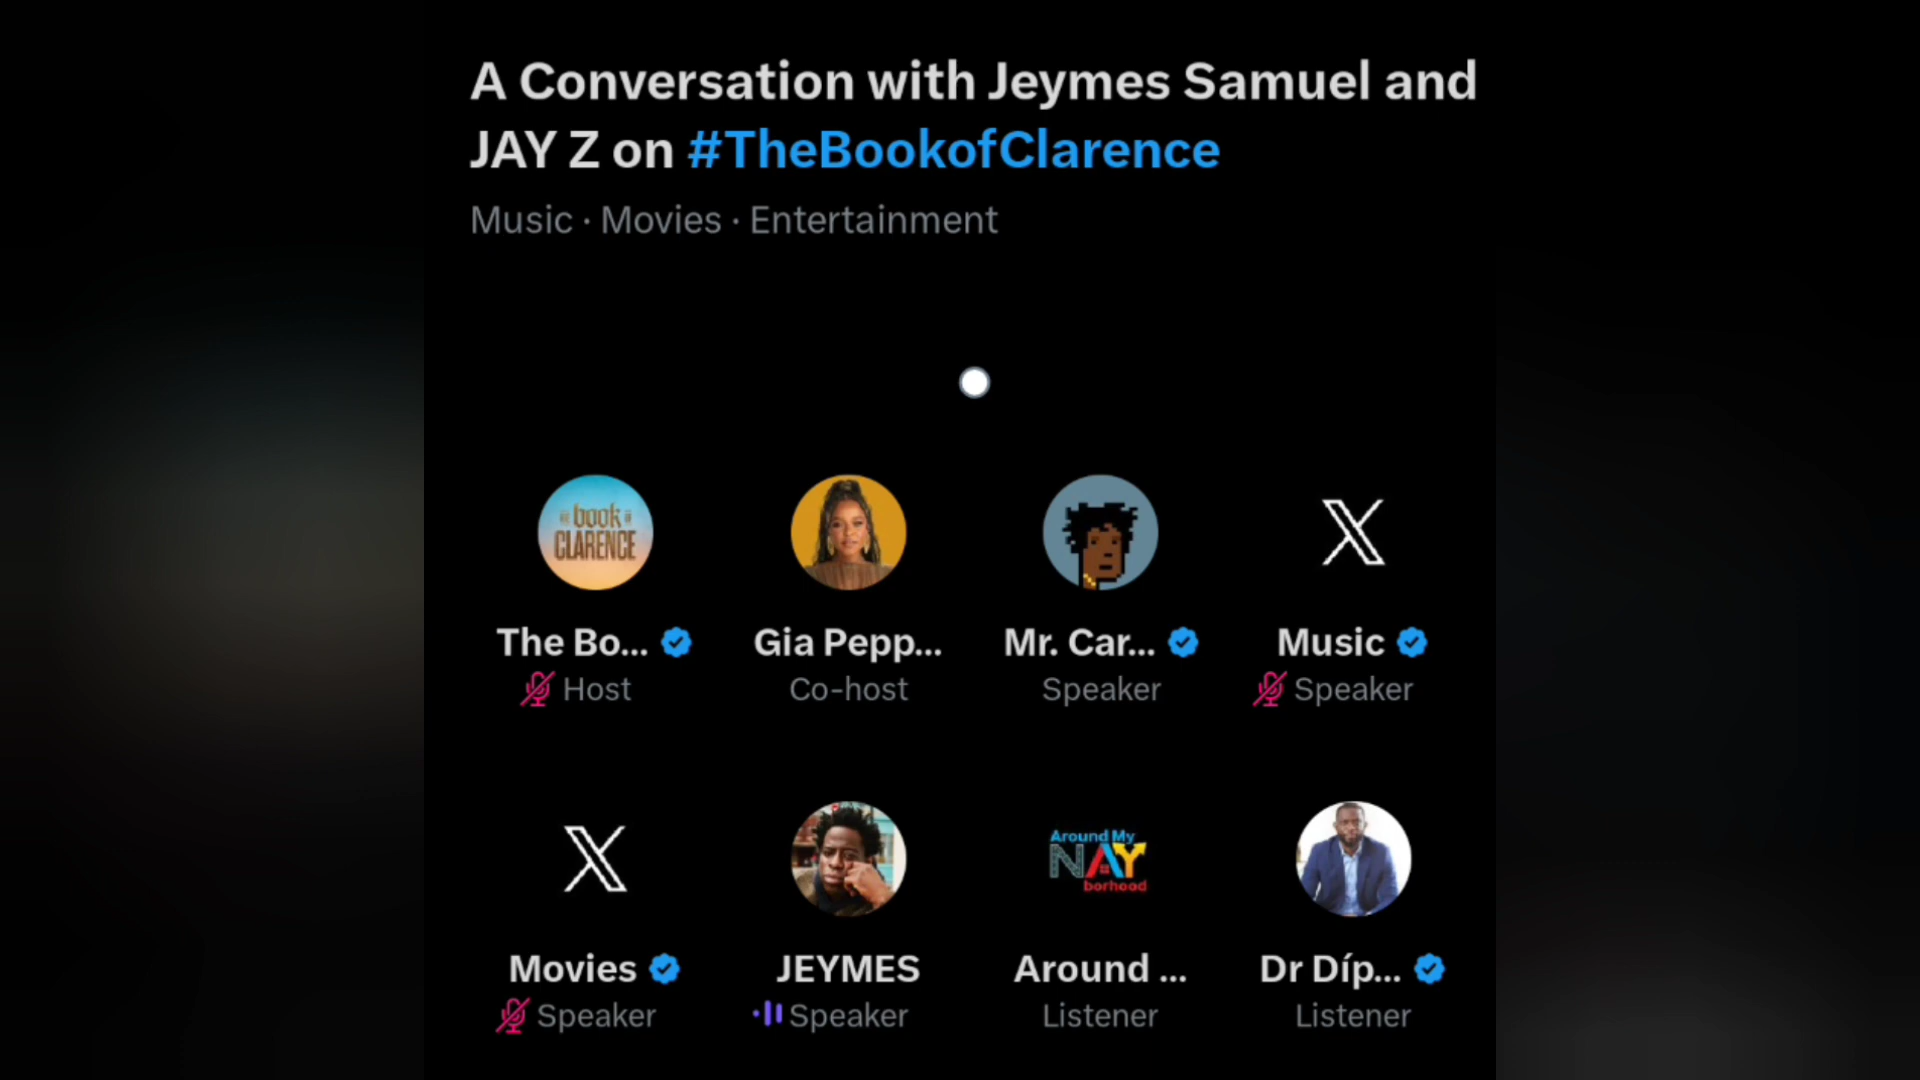 A Conversation with Jeymes Samuel and
JAY Z on #TheBookofClarence
Music · Movies · Entertainment
book
CLARENCE
The Bo...
Gia Pepp...
Mr. Car...
Music
Host
Co-host
Speaker
Speaker
Around My
NAY
borhood
Movies
JEYMES
Around ...
Dr Díp...
Speaker
Speaker
Listener
Listener